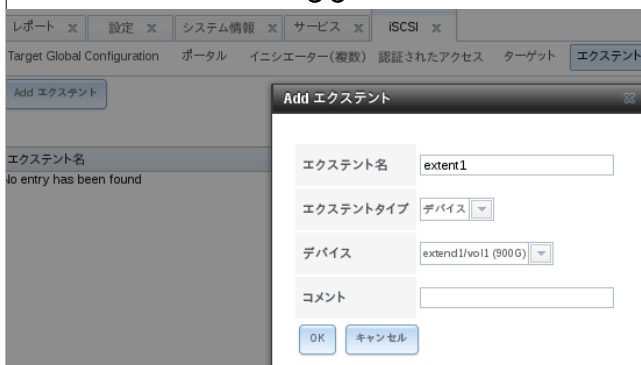 レポート x 設定 x システム情報 x サービス x iSCSI x
Target Global Configuration ポータル イニシエーター(複数) 認証されたアクセス ターゲット エクステント
Add エクステント
Add エクステント
エクステント名
No entry has been found
エクステント名 extent1
エクステントタイプ デバイス
デバイス extend1/vol1 (900G)
コメント
OK キャンセル